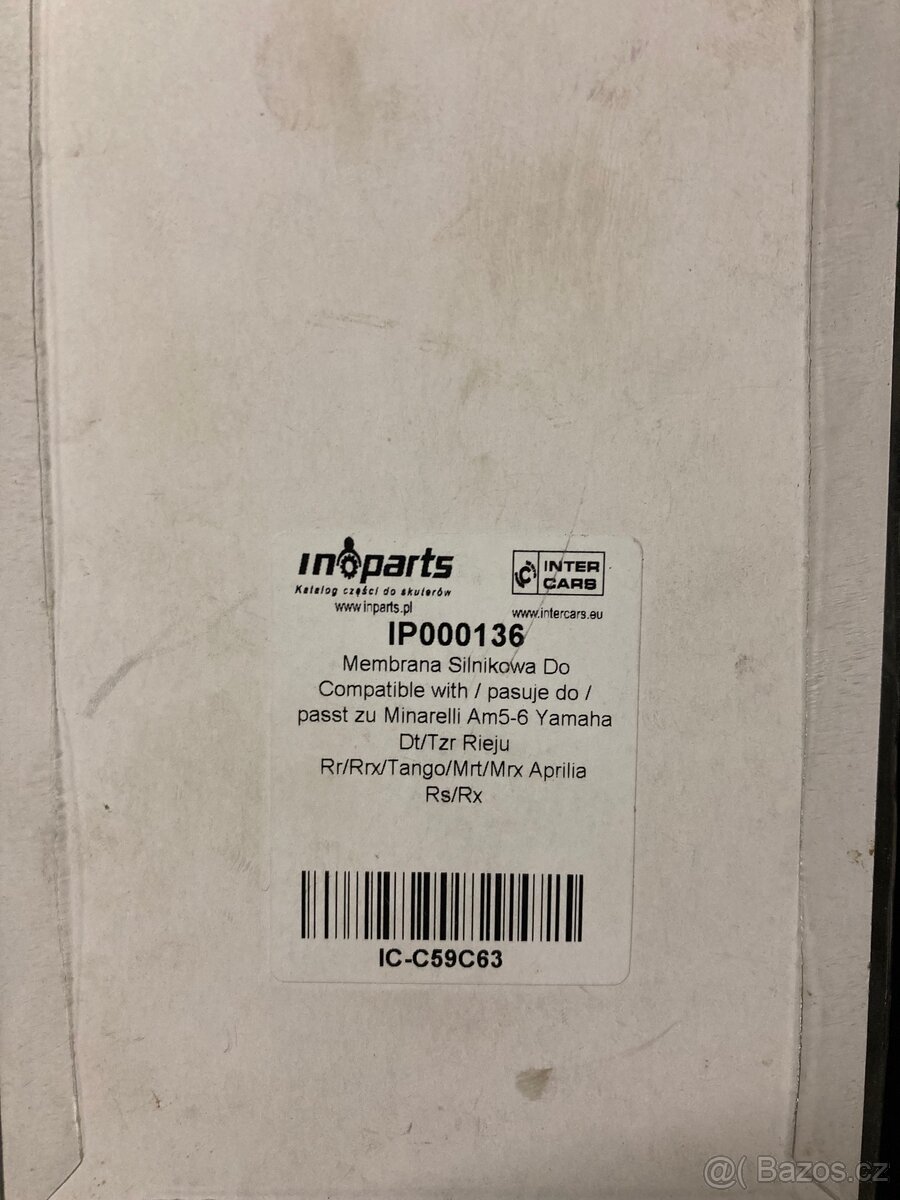 inparts
INTER
CARS
Katalog części do skuterów
www.inparts.pl
www.intercars.eu
IP000136
Membrana Silnikowa Do
Compatible with / pasuje do /
passt zu Minarelli Am5-6 Yamaha
Dt/Tzr Rieju
Rr/Rrx/Tango/Mrt/Mrx Aprilia
Rs/Rx
IC-C59C63
@( Bazos.cz